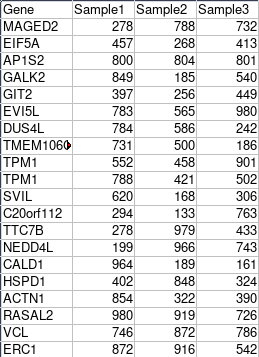 Gene Sample1 Sample2 Sample3
MAGED2 278 788 732
EIF5A 457 268 413
AP1S2 800 804 801
GALK2 849 185 540
GIT2 397 256 449
EVI5L 783 565 980
DUS4L 784 586 242
TMEM1060 731 500 186
TPM1 552 458 901
TPM1 788 421 502
SVIL 620 168 306
C20orf112 294 133 763
TTC7B 278 979 433
NEDD4L 199 966 743
CALD1 964 189 161
HSPD1 402 848 324
ACTN1 854 322 390
RASAL2 980 919 726
VCL 746 872 786
ERC1 872 916 542